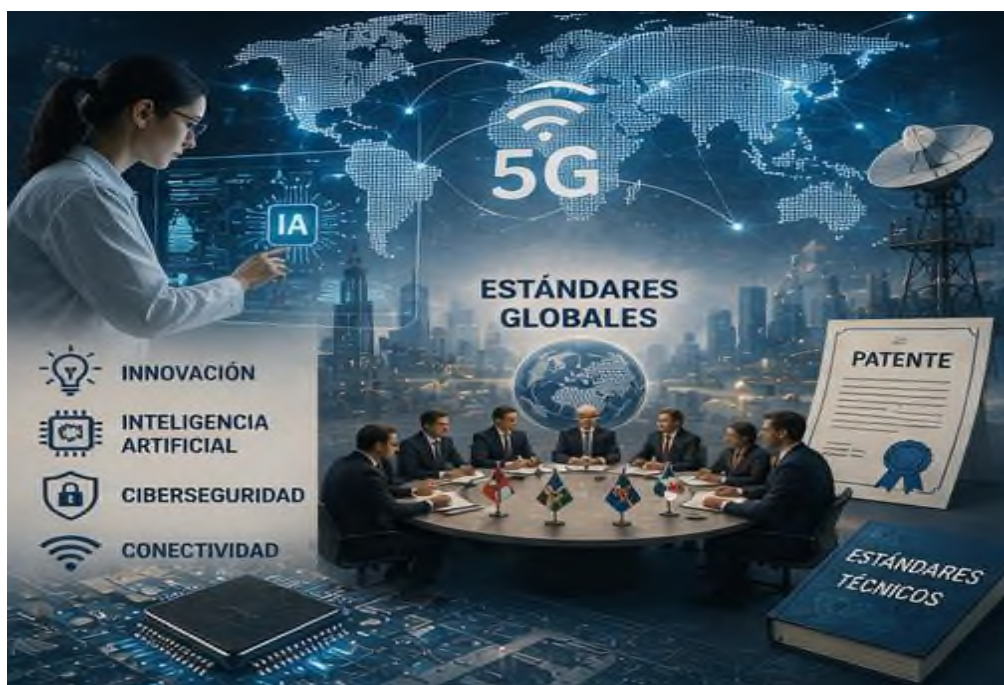 5G
IA
ESTÁNDARES
GLOBALES
INNOVACIÓN
INTELIGENCIA
ARTIFICIAL
CIBERSEGURIDAD
CONECTIVIDAD
PATENTE
ESTÁNDARES
TÉCNICOS